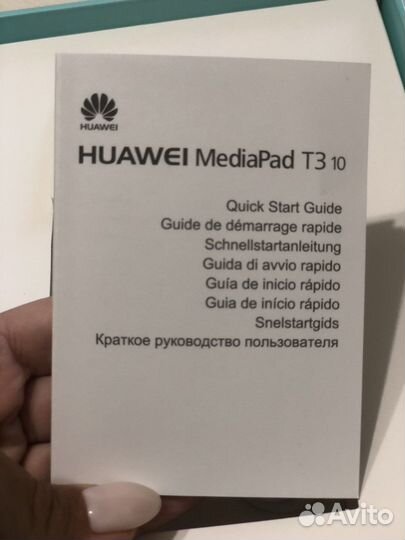 HUAWEI
HUAWEI MediaPad T3 10
Quick Start Guide
Guide de démarrage rapide
Schnellstartanleitung
Guida di avvio rapido
Guía de inicio rápido
Guia de início rápido
Snelstartgids
Краткое руководство пользователя
Avito